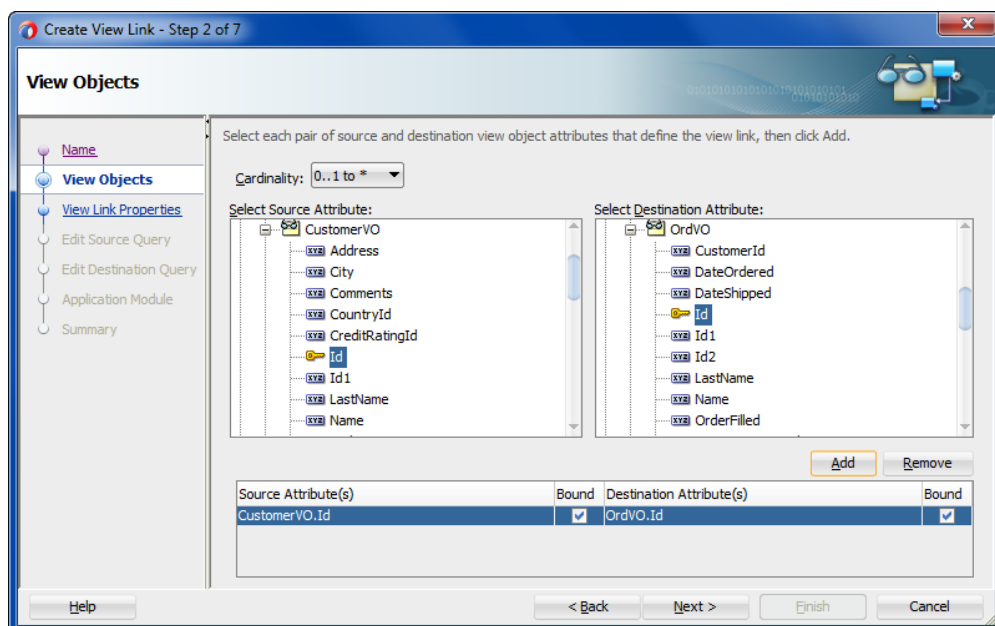 Create View Link - Step 2 of 7
View Objects
Name
View Objects
View Link Properties
Edit Source Query
Edit Destination Query
Application Module
Summary
Select each pair of source and destination view object attributes that define the view link, then click Add.
Cardinality: 0..1 to *
Select Source Attribute:
CustomerVO
Address
City
Comments
CountryId
CreditRatingId
Id
Id1
LastName
Name
Select Destination Attribute:
OrdVO
CustomerId
DateOrdered
DateShipped
Id
Id1
Id2
LastName
Name
OrderFilled
Add Remove
Source Attribute(s) Bound Destination Attribute(s) Bound
CustomerVO.Id OrdVO.Id
Help < Back Next > Finish Cancel